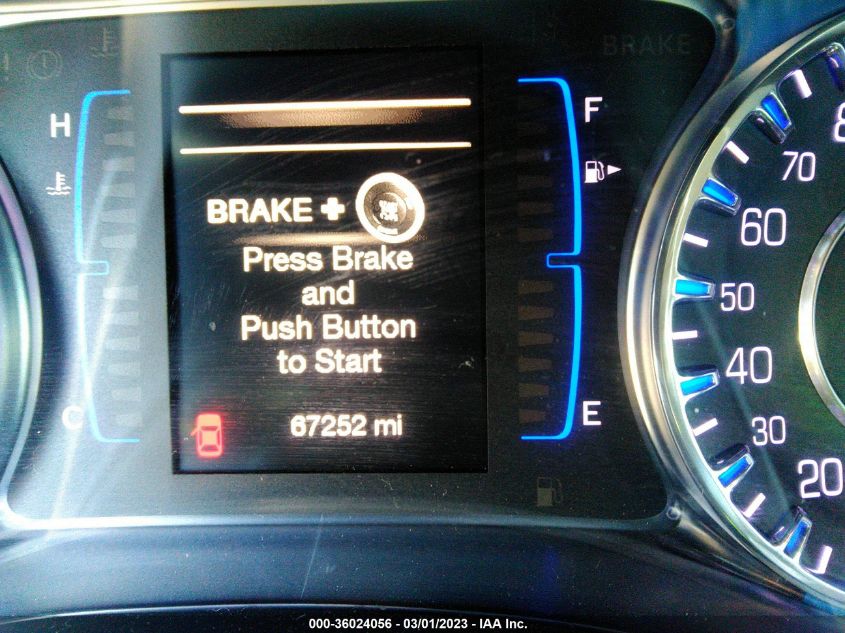 BRAKE
H
F
8
70
60
BRAKE +
Press Brake
and
Push Button
to Start
50
40
C
67252 mi
E
30
20
000-36024056 - 03/01/2023 - IAA Inc.